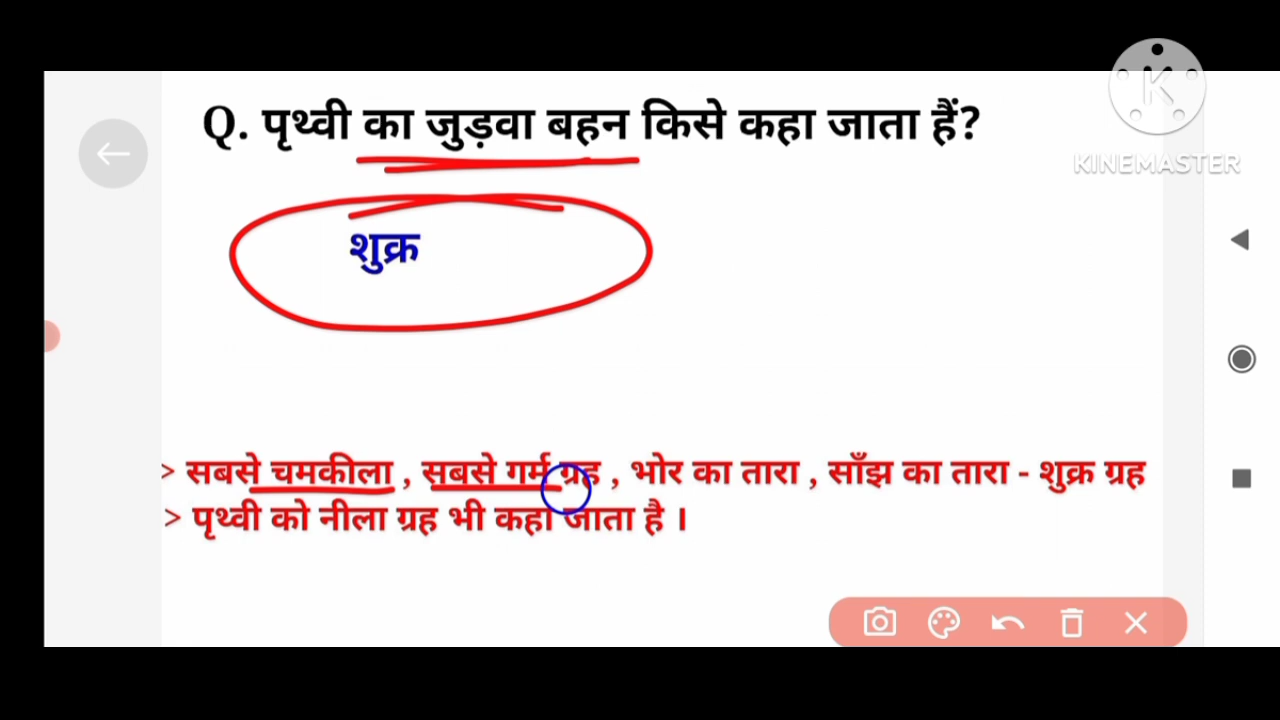 Q. पृथ्वी का जुड़वा बहन किसे कहा जाता हैं?
KINEMASTER
शुक्र
> सबसे चमकीला , सबसे गर्म ग्रह , भोर का तारा , साँझ का तारा - शुक्र ग्रह
> पृथ्वी को नीला ग्रह भी कहा जाता है ।